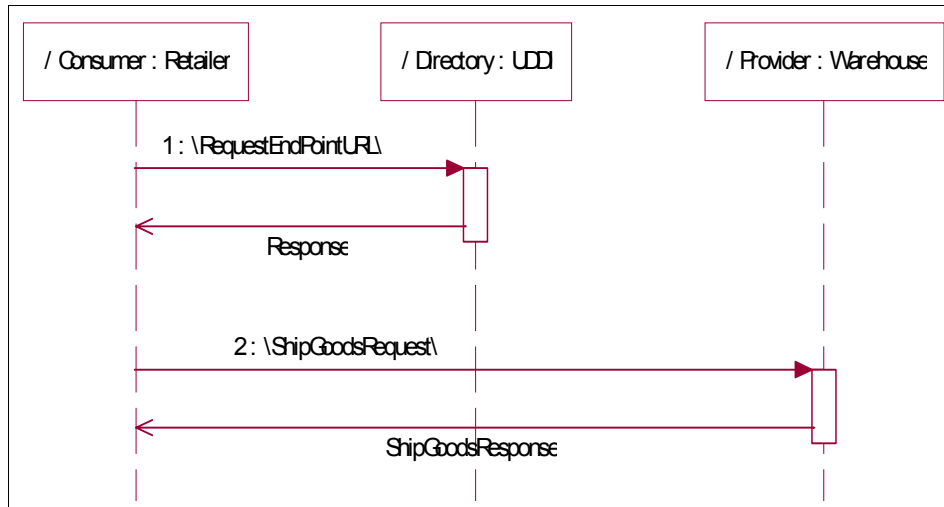 / Consumer : Retailer
/ Directory : UDDI
/ Provider : Warehouse
1 : \RequestEndPointURL\
Response
2 : \ShipGoodsRequest\
ShipGoodsResponse